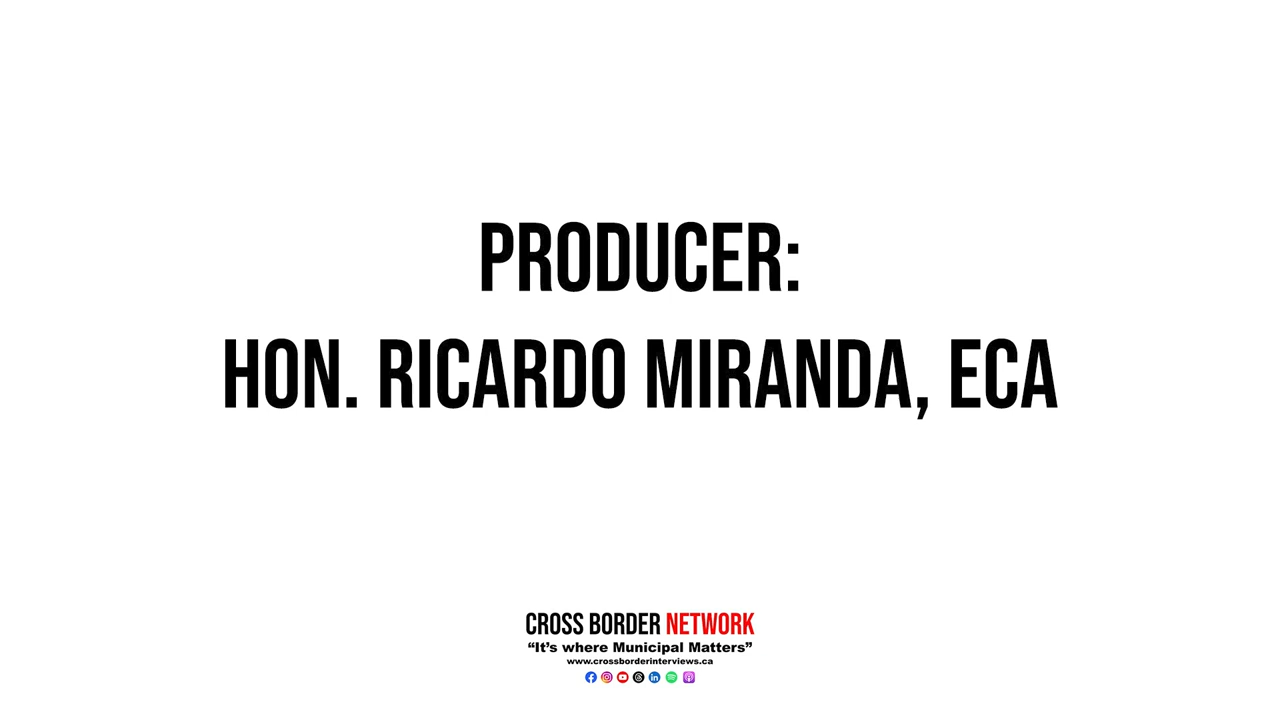 PRODUCER:
HON. RICARDO MIRANDA, ECA
CROSS BORDER NETWORK
“It’s where Municipal Matters”
www.crossborderinterviews.ca